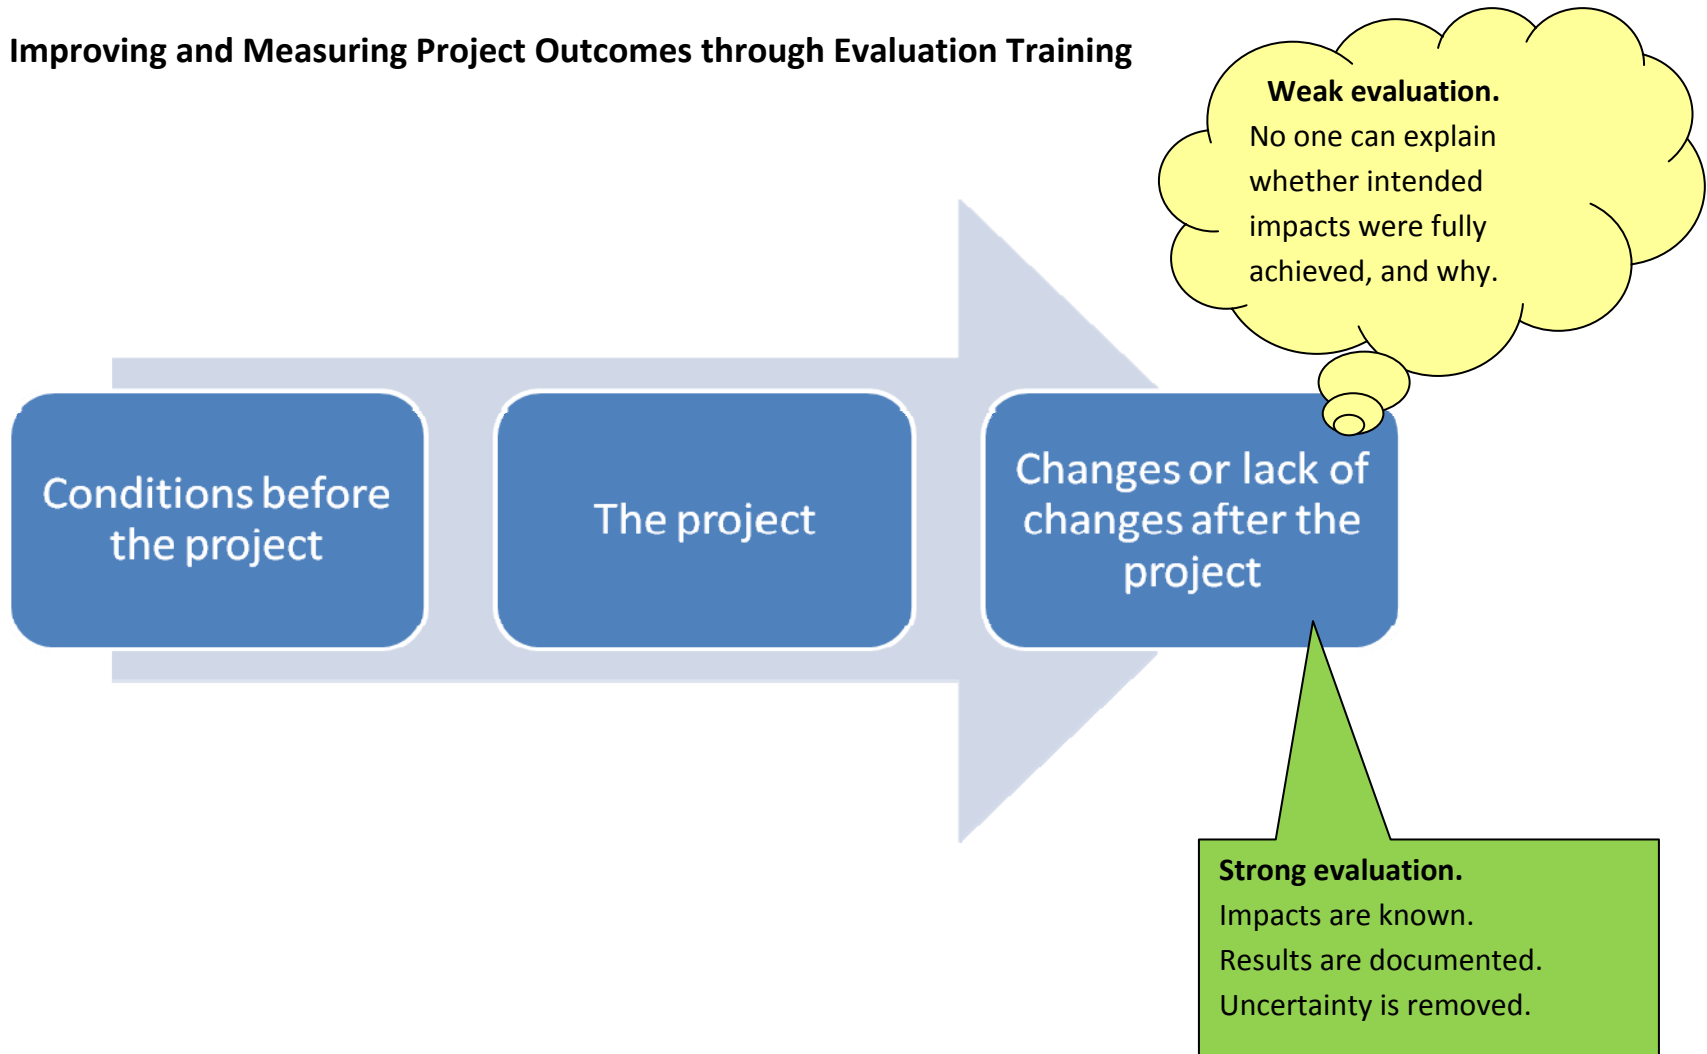 Improving and Measuring Project Outcomes through Evaluation Training
Weak evaluation.
No one can explain
whether intended
impacts were fully
achieved, and why.
Conditions before
the project
The project
Changes or lack of
changes after the
project
Strong evaluation.
Impacts are known.
Results are documented.
Uncertainty is removed.